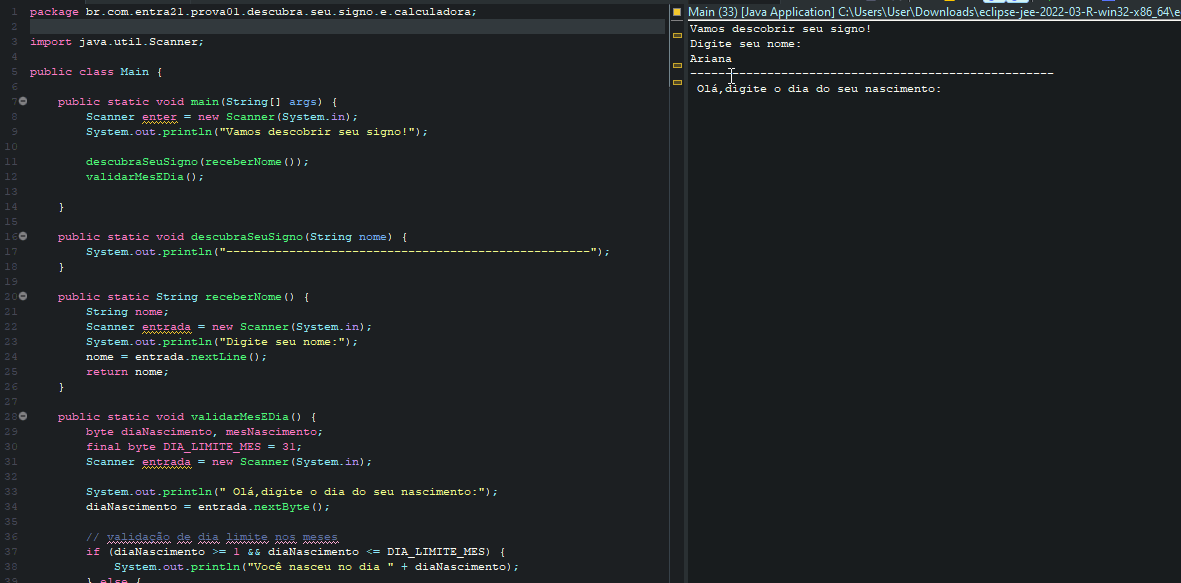 1 package br.com.entra21.prova01.descubra.seu.signo.e.calculadora;
2
3 import java.util.Scanner;
4
5 public class Main {
6
7 public static void main(String[] args) {
8 Scanner enter = new Scanner(System.in);
9 System.out.println("Vamos descobrir seu signo!");
10
11 descubraSeuSigno(receberNome());
12 validarMesEDia();
13
14 }
15
16 public static void descubraSeuSigno(String nome) {
17 System.out.println("----------------------------------------------------");
18 }
19
20 public static String receberNome() {
21 String nome;
22 Scanner entrada = new Scanner(System.in);
23 System.out.println("Digite seu nome:");
24 nome = entrada.nextLine();
25 return nome;
26 }
27
28 public static void validarMesEDia() {
29 byte diaNascimento, mesNascimento;
30 final byte DIA_LIMITE_MES = 31;
31 Scanner entrada = new Scanner(System.in);
32
33 System.out.println(" Olá,digite o dia do seu nascimento:");
34 diaNascimento = entrada.nextByte();
35
36 // validação de dia limite nos meses
37 if (diaNascimento >= 1 && diaNascimento <= DIA_LIMITE_MES) {
38 System.out.println("Você nasceu no dia " + diaNascimento);
39 } else {
Main (33) [Java Application] C:\Users\User\Downloads\eclipse-jee-2022-03-R-win32-x86_64\e
Vamos descobrir seu signo!
Digite seu nome:
Ariana
----------------------------------------------------
Olá,digite o dia do seu nascimento: